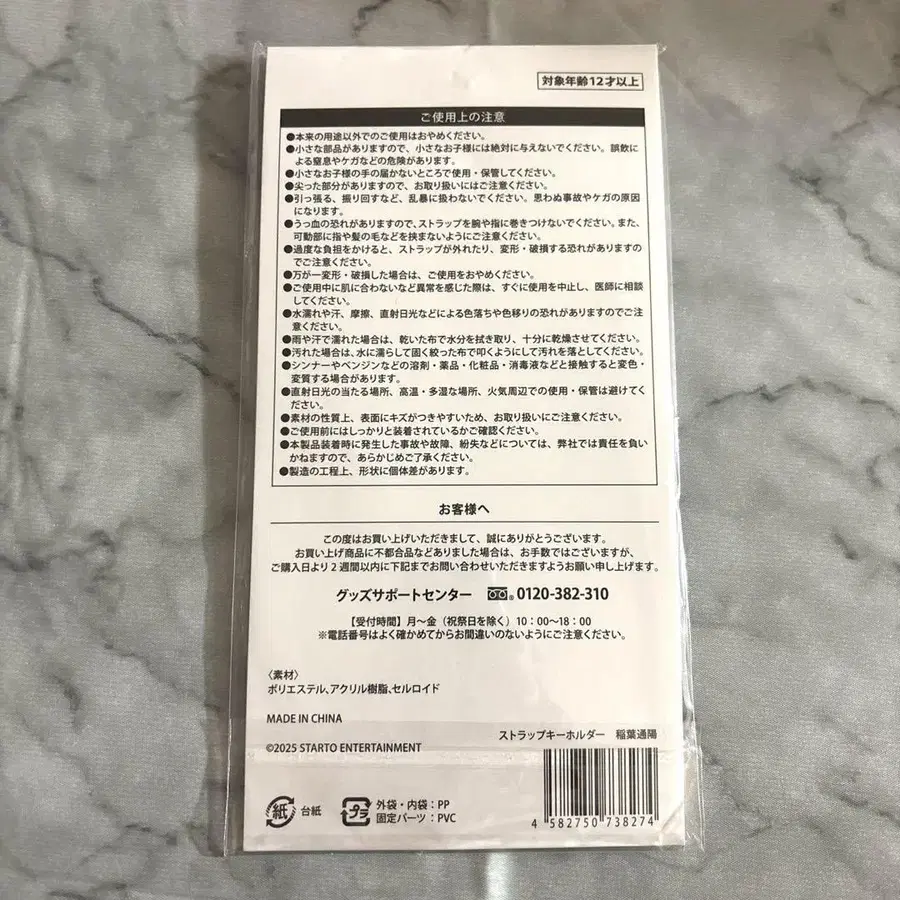 対象年齢12才以上
ご使用上の注意
●本来の用途以外でのご使用はおやめください。
●小さな部品がありますので、小さなお子様には絶対に与えないでください。誤飲に
よる窒息やケガなどの危険があります。
●小さなお子様の手の届かないところで使用・保管してください。
●尖った部分がありますので、お取り扱いにはご注意ください。
●引っ張る、振り回すなど、乱暴に扱わないでください。思わぬ事故やケガの原因
になります。
●うっ血の恐れがありますので、ストラップを腕や指に巻きつけないでください。また、
可動部に指や髪の毛などを挟まないようにご注意ください。
●過度な負担をかけると、ストラップが外れたり、変形・破損する恐れがありますの
でご注意ください。
●万が一変形・破損した場合は、ご使用をおやめください。
●ご使用中に肌に合わないなど異常を感じた際は、すぐに使用を中止し、医師に相談
してください。
●水濡れや汗、摩擦、直射日光などによる色落ちや色移りの恐れがありますのでご注
意ください。
●雨や汗で濡れた場合は、乾いた布で水分を拭き取り、十分に乾燥させてください。
●汚れた場合は、水に濡らして固く絞った布で叩くようにして汚れを落としてください。
●シンナーやベンジンなどの溶剤・薬品・化粧品・消毒液などと接触すると変色・
変質する場合があります。
●直射日光の当たる場所、高温・多湿な場所、火気周辺での使用・保管は避けてく
ださい。
●素材の性質上、表面にキズがつきやすいため、お取り扱いにご注意ください。
●ご使用前にはしっかりと装着されているかご確認ください。
●本製品装着時に発生した事故や故障、紛失などについては、弊社では責任を負い
かねますので、あらかじめご了承ください。
●製造の工程上、形状に個体差があります。
お客様へ
この度はお買い上げいただきまして、誠にありがとうございます。
お買い上げ商品に不都合品などありました場合は、お手数ではございますが、
ご購入日より2週間以内に下記までお問い合わせいただきますようお願い申し上げます。
グッズサポートセンター 0120-382-310
【受付時間】月〜金（祝祭日を除く）10：00〜18：00
※電話番号はよく確かめてからお間違いのないようにご注意ください。
〈素材〉
ポリエステル、アクリル樹脂、セルロイド
MADE IN CHINA
ストラップキーホルダー 稲葉通陽
©2025 STARTO ENTERTAINMENT
紙 台紙
プラ 外袋・内袋：PP
固定パーツ：PVC
4 582750 738274